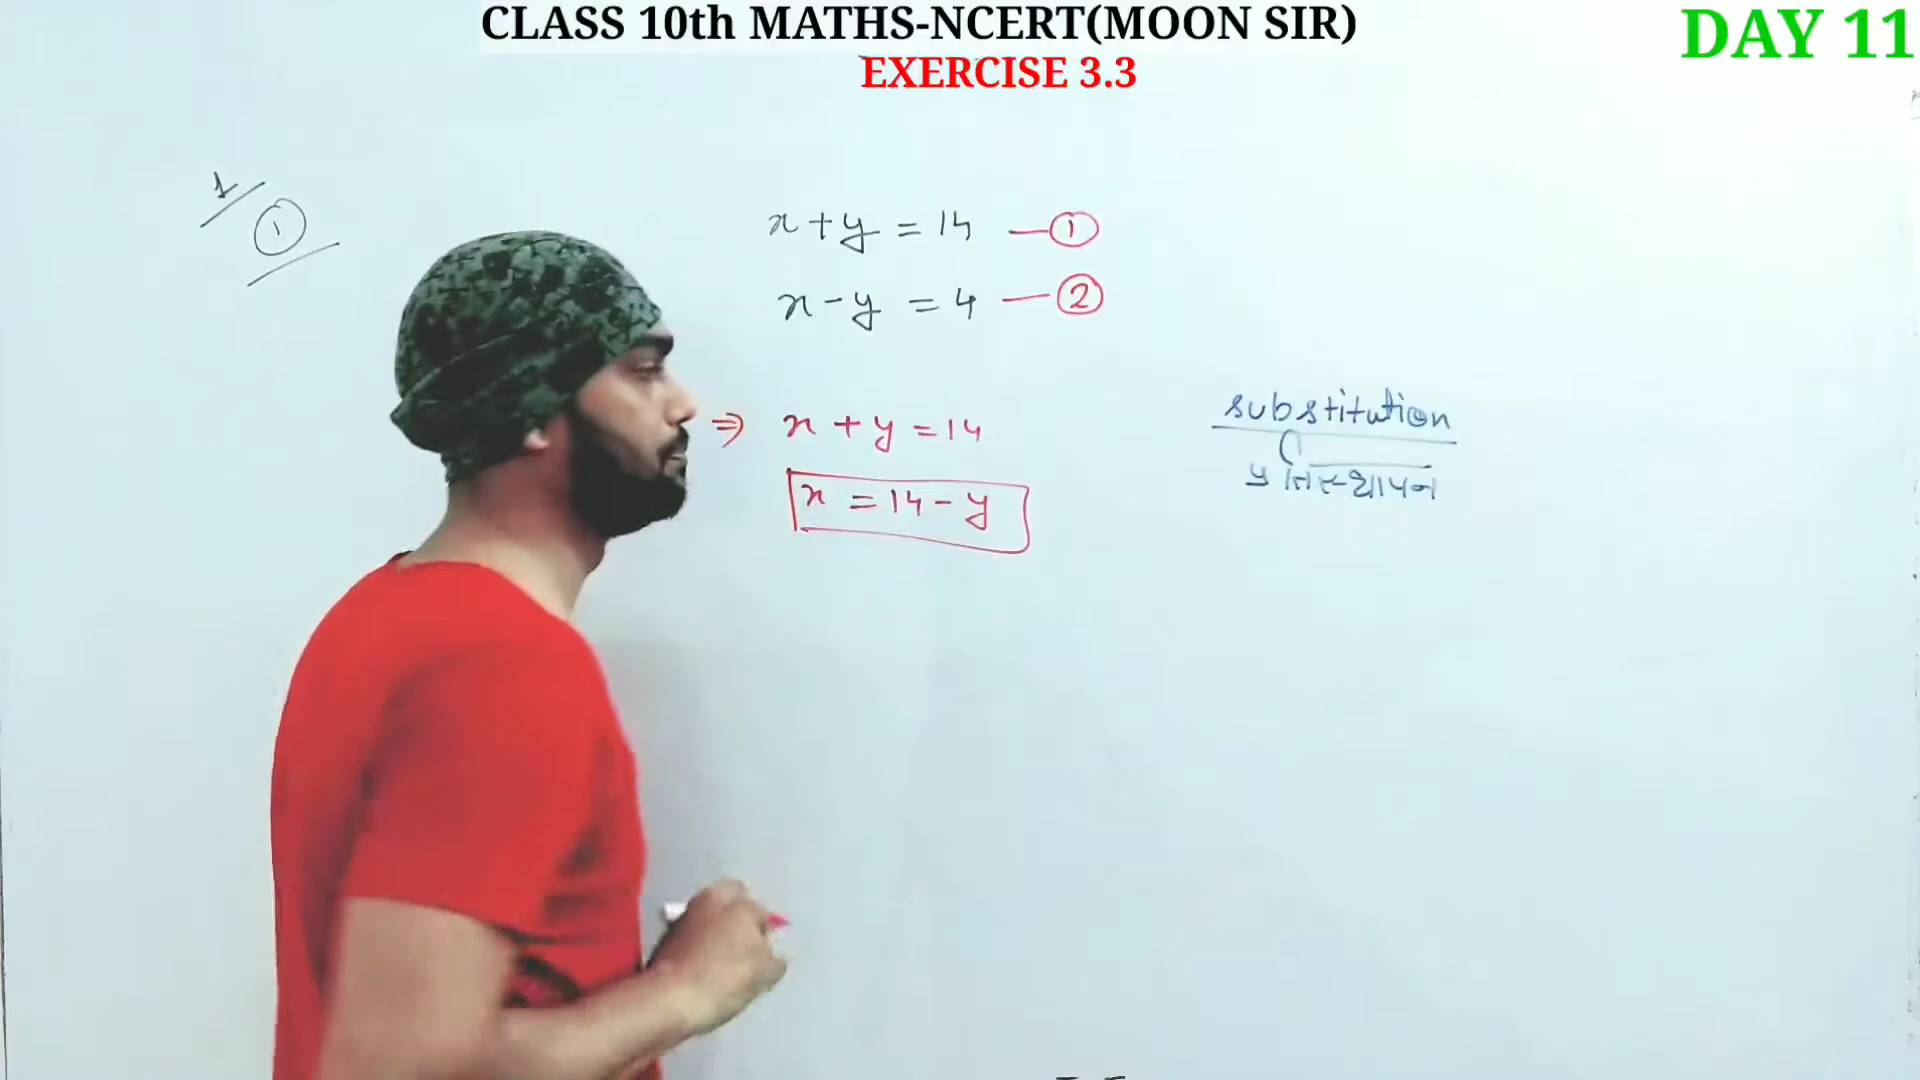 CLASS 10th MATHS-NCERT(MOON SIR)
EXERCISE 3.3
DAY 11
1
①
x + y = 14 —①
x - y = 4 —②
⇒ x + y = 14
x = 14 - y
substitution
प्रतिस्थापन